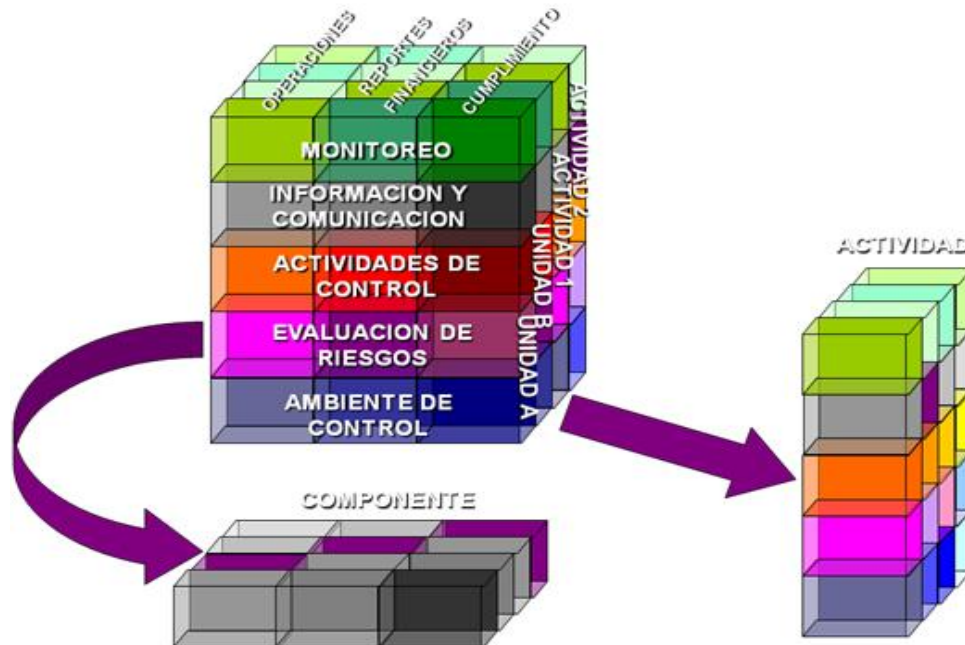 OPERACIONES
REPORTES
FINANCIEROS
CUMPLIMIENTO
MONITOREO
INFORMACION Y
COMUNICACION
ACTIVIDADES DE
CONTROL
EVALUACION DE
RIESGOS
AMBIENTE DE
CONTROL
UNIDAD A
UNIDAD B
ACTIVIDAD 1
ACTIVIDAD 2
ACTIVIDAD
COMPONENTE